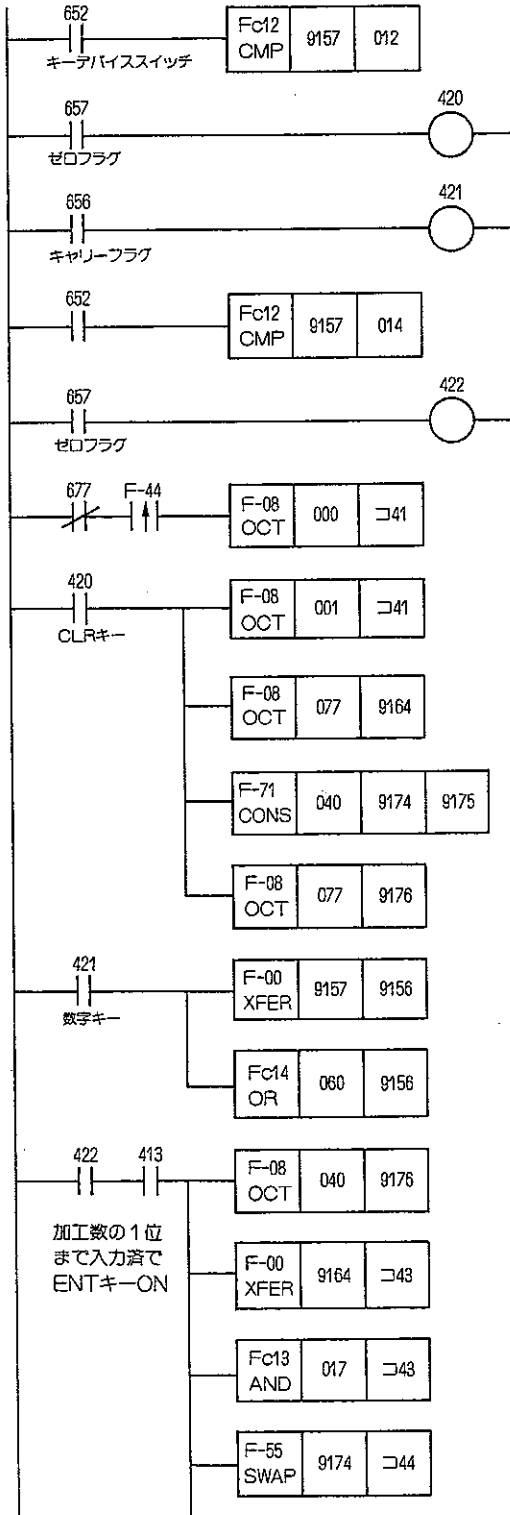 652
キーデバイススイッチ
Fc12 CMP 9157 012
657
ゼロフラグ
420
656
キャリーフラグ
421
652
Fc12 CMP 9157 014
657
ゼロフラグ
422
677 F-44
F-08 OCT 000 コ41
420
CLRキー
F-08 OCT 001 コ41
F-08 OCT 077 9164
F-71 CONS 040 9174 9175
F-08 OCT 077 9176
421
数字キー
F-00 XFER 9157 9156
Fc14 OR 060 9156
422 413
加工数の1位
まで入力済で
ENTキーON
F-08 OCT 040 9176
F-00 XFER 9164 コ43
Fc13 AND 017 コ43
F-55 SWAP 9174 コ44